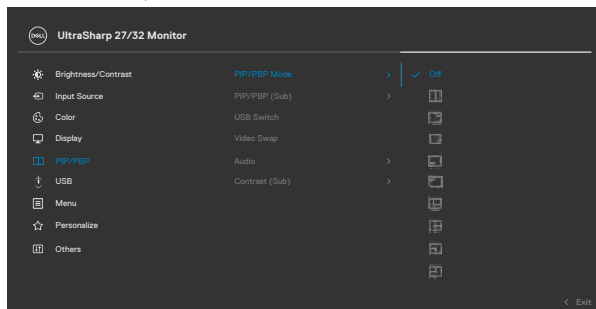 DELL UltraSharp 27/32 Monitor
Brightness/Contrast PIP/PBP Mode > ✓ Off
Input Source PIP/PBP (Sub) >
Color USB Switch
Display Video Swap
PIP/PBP Audio >
USB Contrast (Sub) >
Menu
Personalize
Others
< Exit